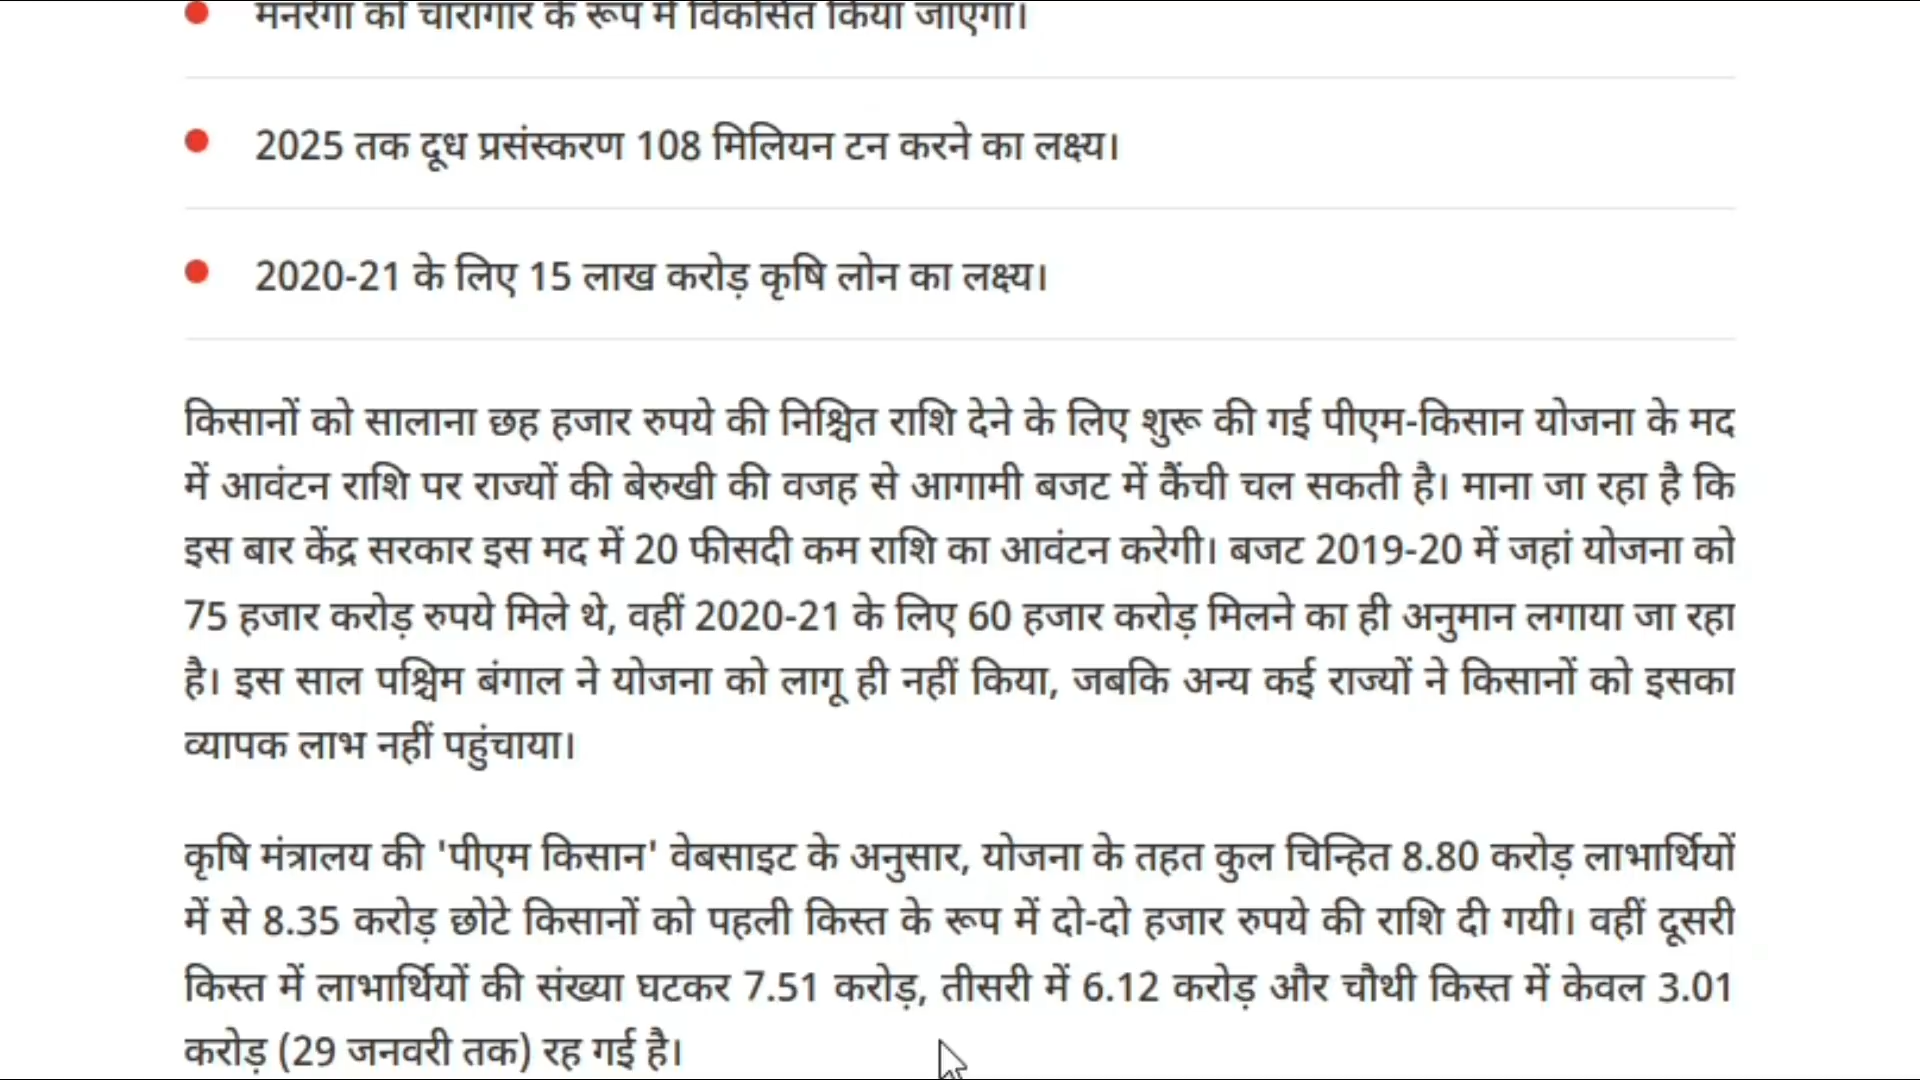 मनरेगा को चारागार के रूप में विकसित किया जाएगा।
2025 तक दूध प्रसंस्करण 108 मिलियन टन करने का लक्ष्य।
2020-21 के लिए 15 लाख करोड़ कृषि लोन का लक्ष्य।
किसानों को सालाना छह हजार रुपये की निश्चित राशि देने के लिए शुरू की गई पीएम-किसान योजना के मद
में आवंटन राशि पर राज्यों की बेरुखी की वजह से आगामी बजट में कैंची चल सकती है। माना जा रहा है कि
इस बार केंद्र सरकार इस मद में 20 फीसदी कम राशि का आवंटन करेगी। बजट 2019-20 में जहां योजना को
75 हजार करोड़ रुपये मिले थे, वहीं 2020-21 के लिए 60 हजार करोड़ मिलने का ही अनुमान लगाया जा रहा
है। इस साल पश्चिम बंगाल ने योजना को लागू ही नहीं किया, जबकि अन्य कई राज्यों ने किसानों को इसका
व्यापक लाभ नहीं पहुंचाया।
कृषि मंत्रालय की 'पीएम किसान' वेबसाइट के अनुसार, योजना के तहत कुल चिन्हित 8.80 करोड़ लाभार्थियों
में से 8.35 करोड़ छोटे किसानों को पहली किस्त के रूप में दो-दो हजार रुपये की राशि दी गयी। वहीं दूसरी
किस्त में लाभार्थियों की संख्या घटकर 7.51 करोड़, तीसरी में 6.12 करोड़ और चौथी किस्त में केवल 3.01
करोड़ (29 जनवरी तक) रह गई है।